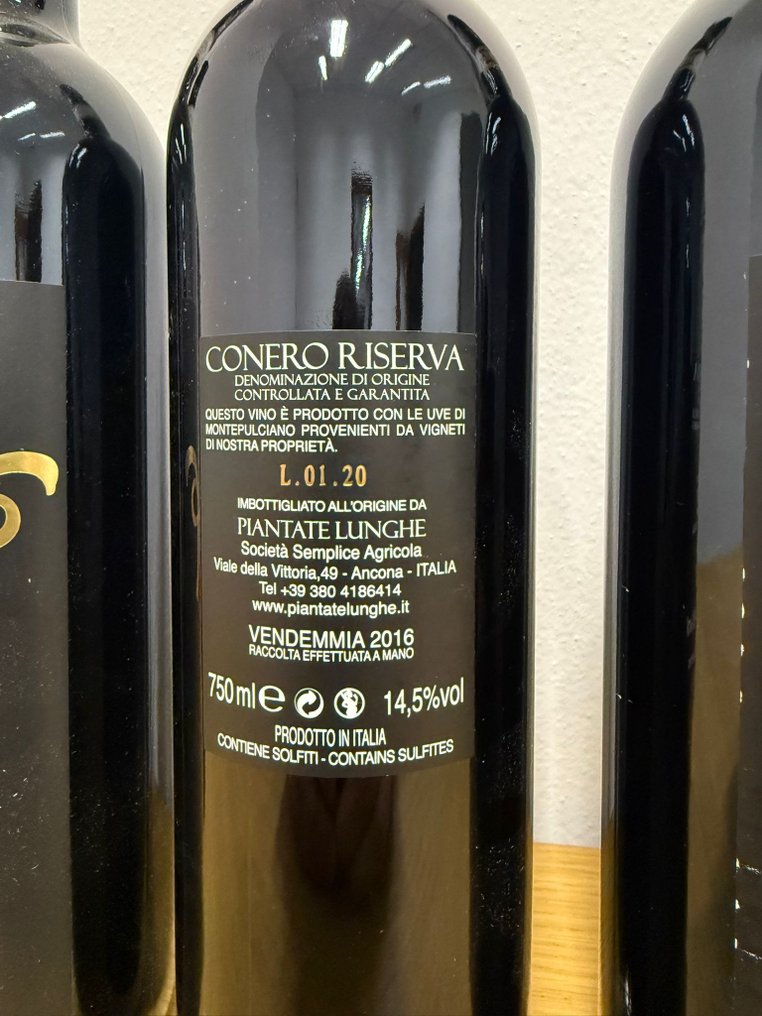 CONERO RISERVA
DENOMINAZIONE DI ORIGINE
CONTROLLATA E GARANTITA
QUESTO VINO È PRODOTTO CON LE UVE DI
MONTEPULCIANO PROVENIENTI DA VIGNETI
DI NOSTRA PROPRIETÀ.
L.01.20
IMBOTTIGLIATO ALL'ORIGINE DA
PIANTATE LUNGHE
Società Semplice Agricola
Viale della Vittoria,49 - Ancona - ITALIA
Tel +39 380 4186414
www.piantatelunghe.it
VENDEMMIA 2016
RACCOLTA EFFETTUATA A MANO
750 ml e 14,5%vol
PRODOTTO IN ITALIA
CONTIENE SOLFITI - CONTAINS SULFITES